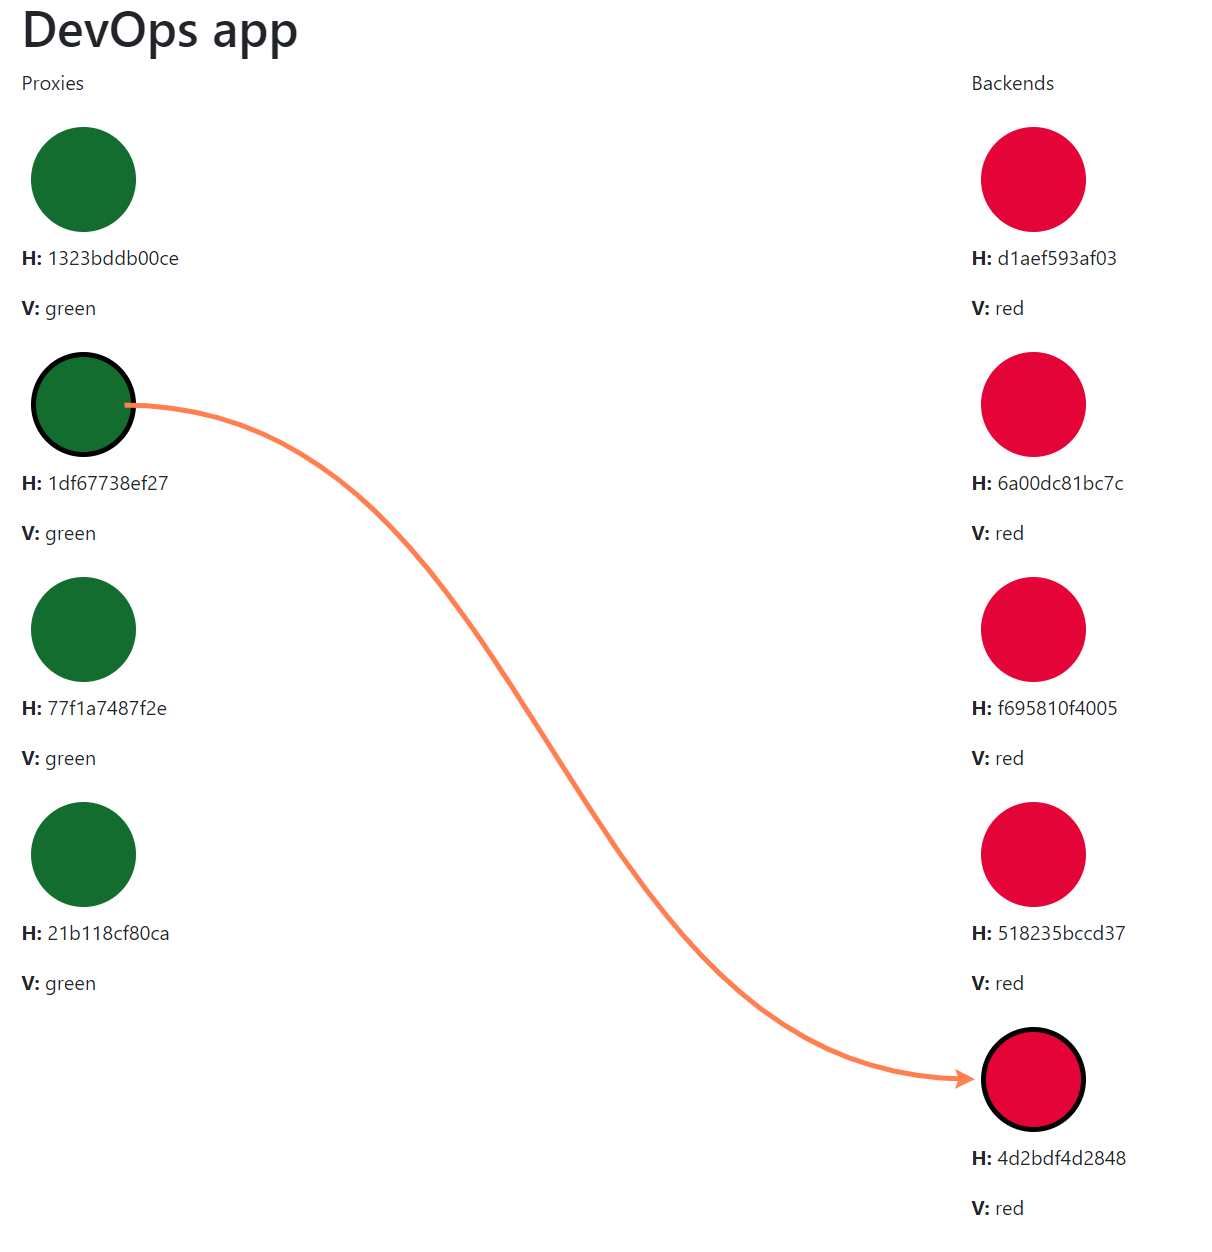 DevOps app
Proxies
H: 1323bddb00ce
V: green
H: 1df67738ef27
V: green
H: 77f1a7487f2e
V: green
H: 21b118cf80ca
V: green
Backends
H: d1aef593af03
V: red
H: 6a00dc81bc7c
V: red
H: f695810f4005
V: red
H: 518235bccd37
V: red
H: 4d2bdf4d2848
V: red